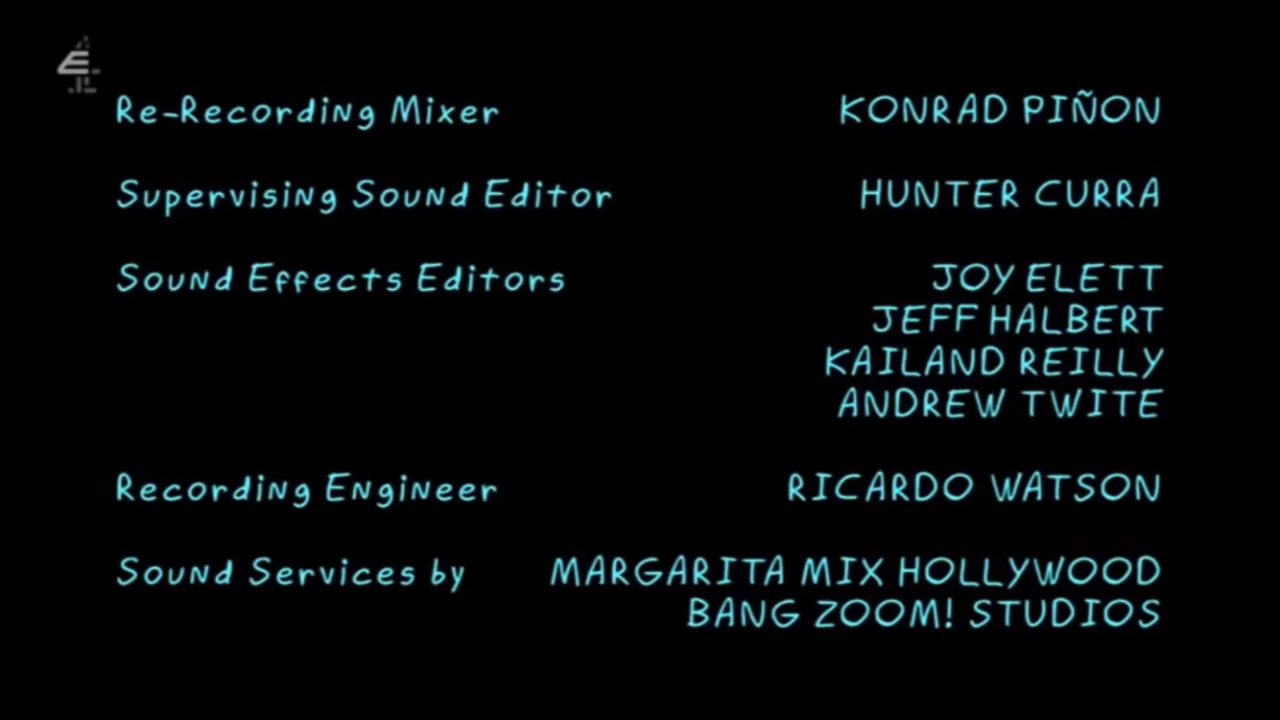 Re-Recording Mixer KONRAD PIÑON
Supervising Sound Editor HUNTER CURRA
Sound Effects Editors JOY ELETT
JEFF HALBERT
KAILAND REILLY
ANDREW TWITE
Recording Engineer RICARDO WATSON
Sound Services by MARGARITA MIX HOLLYWOOD
BANG ZOOM! STUDIOS